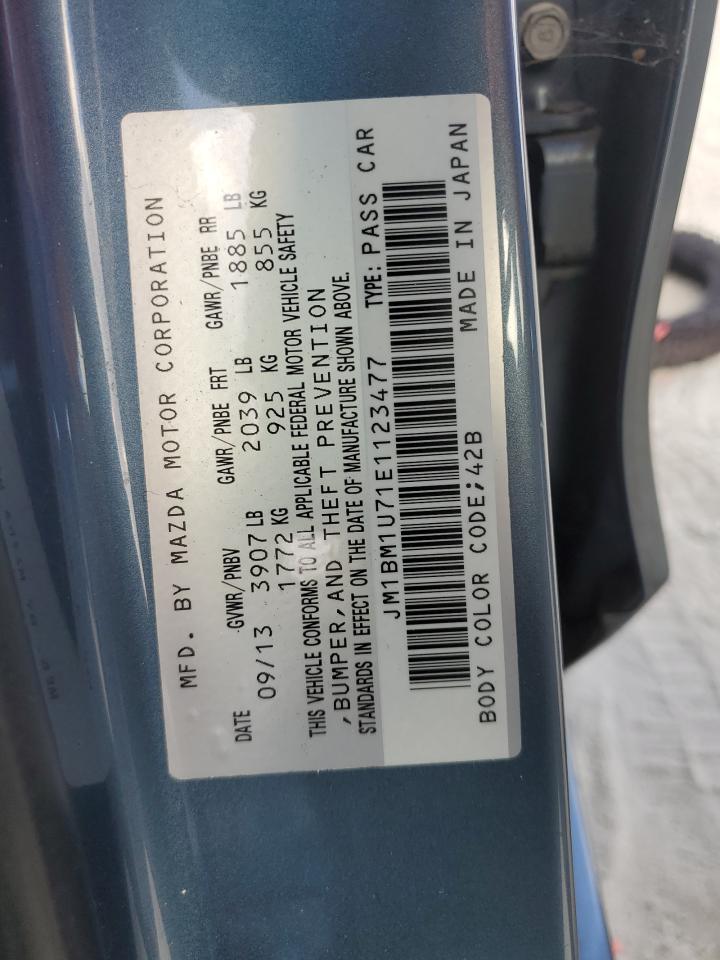 MFD. BY MAZDA MOTOR CORPORATION
DATE GVWR/PNBV GAWR/PNBE FRT GAWR/PNBE RR
09/13 3907 LB 2039 LB 1885 LB
1772 KG 925 KG 855 KG
THIS VEHICLE CONFORMS TO ALL APPLICABLE FEDERAL MOTOR VEHICLE SAFETY
,BUMPER,AND THEFT PREVENTION
STANDARDS IN EFFECT ON THE DATE OF MANUFACTURE SHOWN ABOVE.
JM1BM1U71E1123477 TYPE: PASS CAR
BODY COLOR CODE;42B MADE IN JAPAN